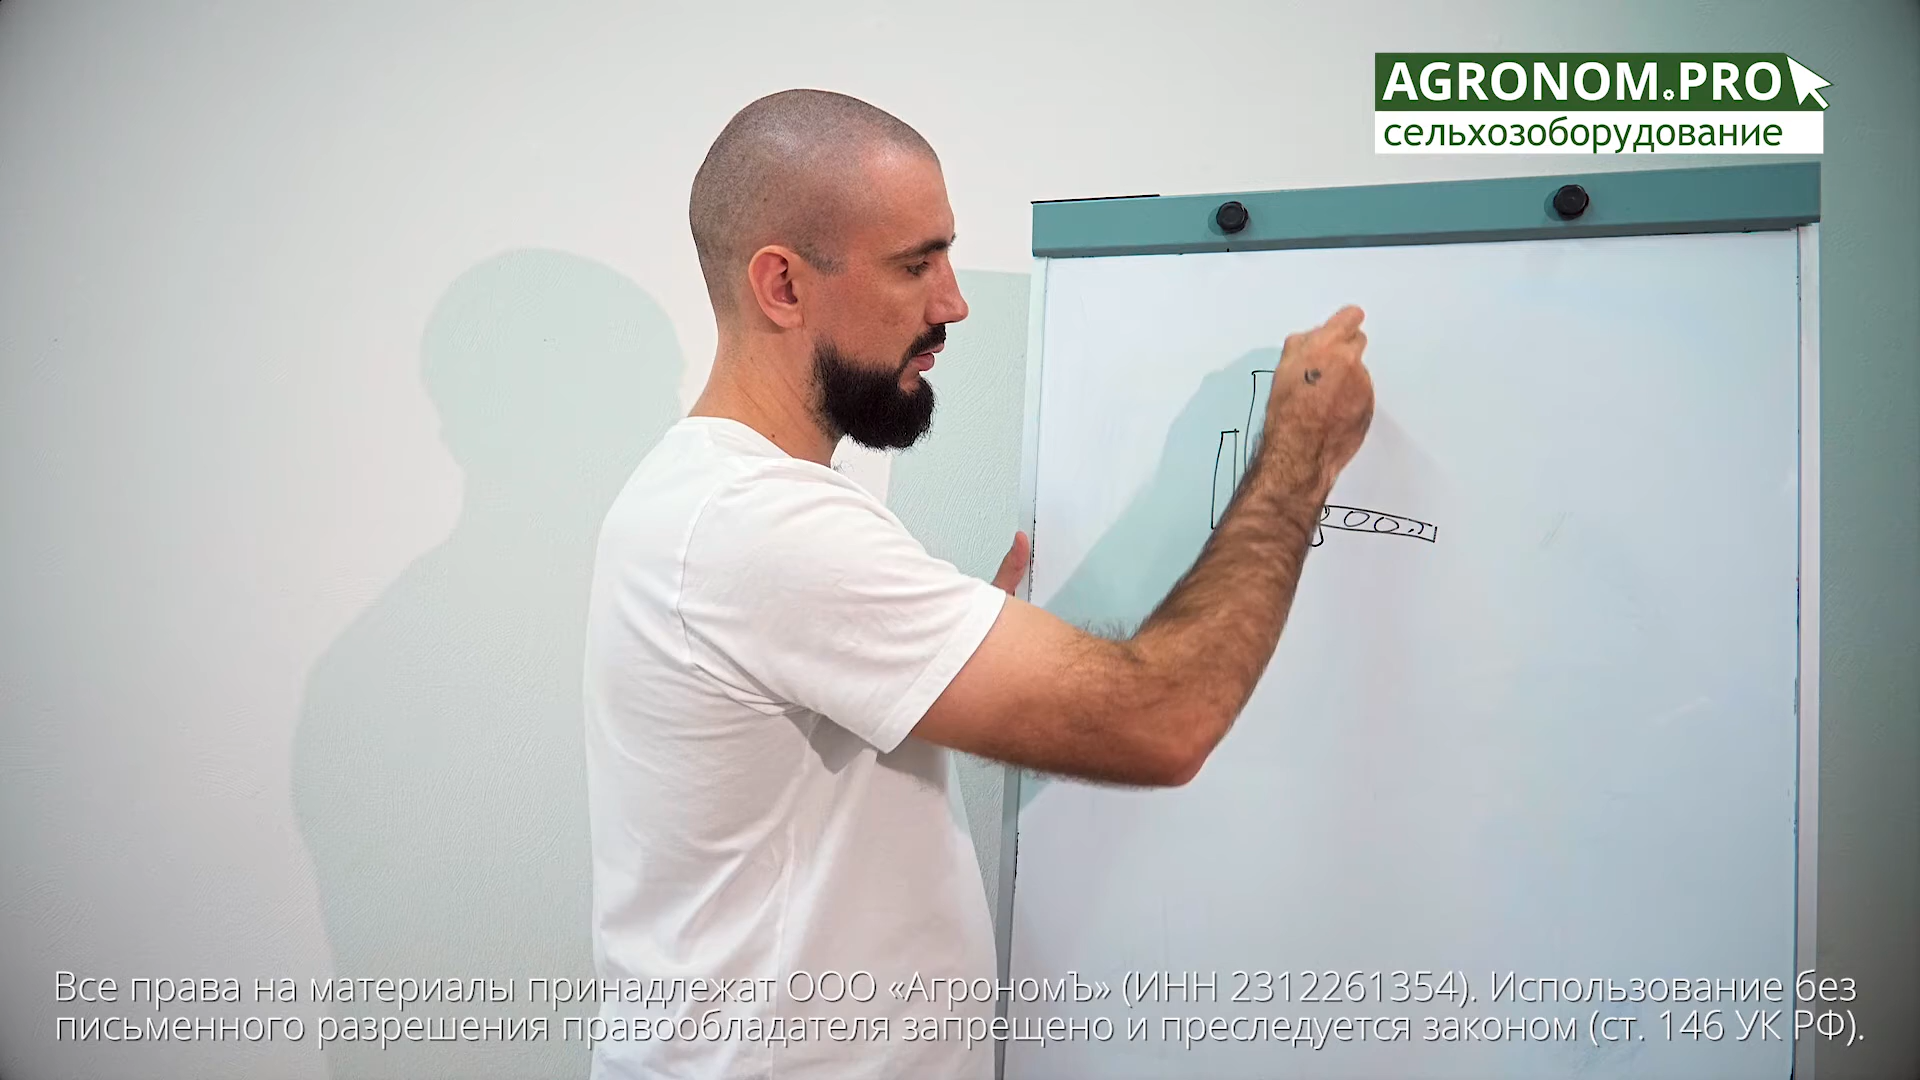 AGRONOM.PRO
сельхозоборудование
Все права на материалы принадлежат ООО «АгрономЪ» (ИНН 2312261354). Использование без
письменного разрешения правообладателя запрещено и преследуется законом (ст. 146 УК РФ).